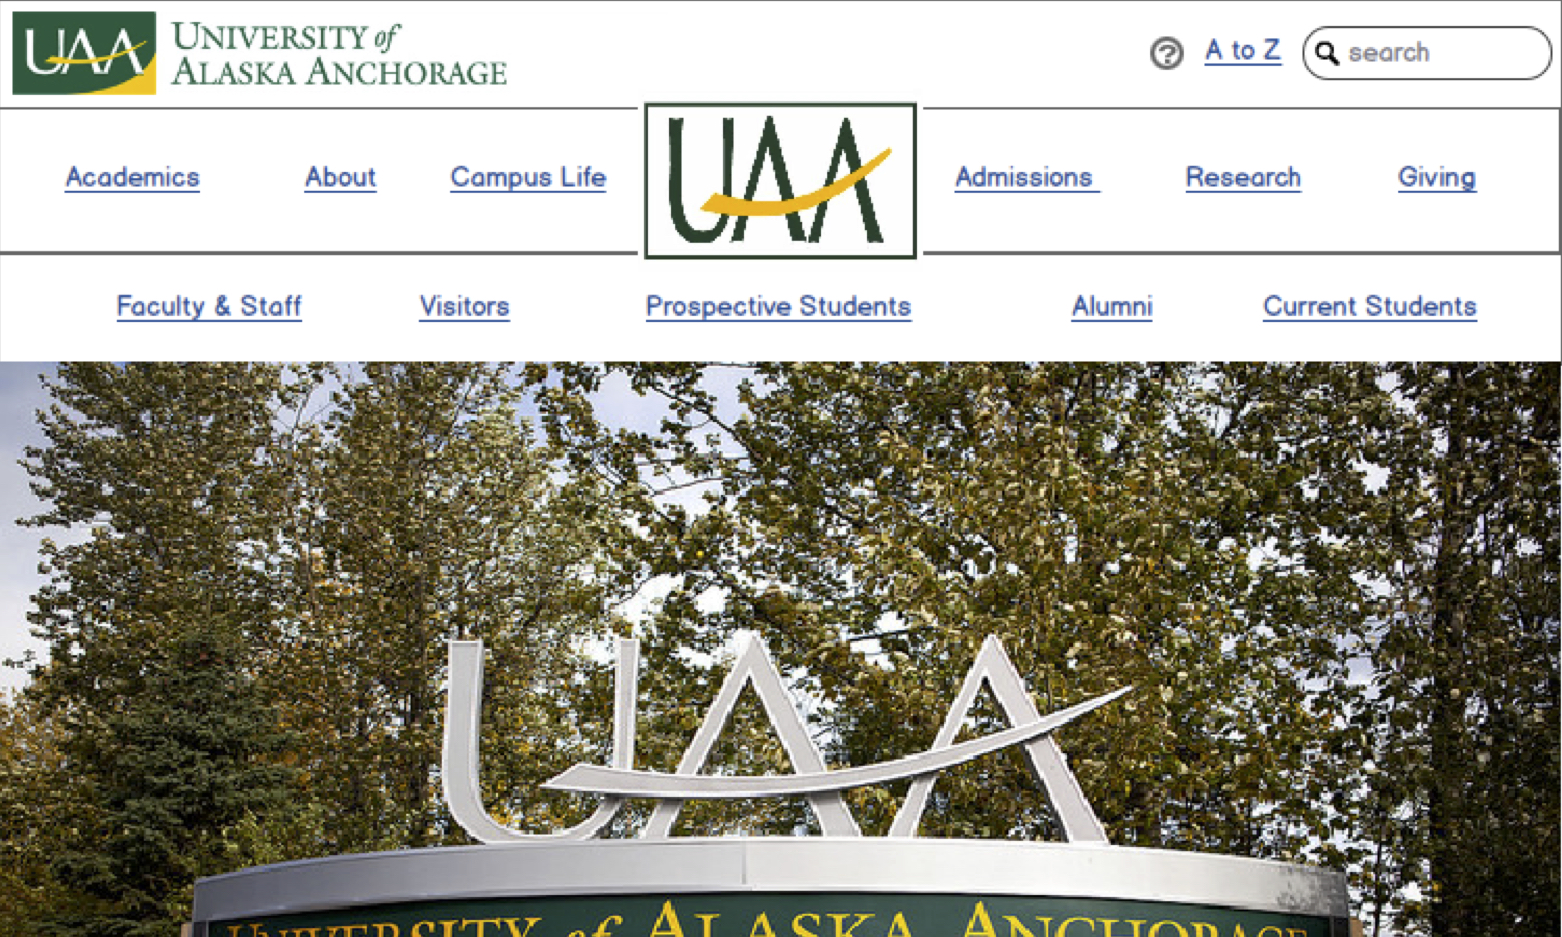 UAA UNIVERSITY of
ALASKA ANCHORAGE
? A to Z search
Academics About Campus Life UAA Admissions Research Giving
Faculty & Staff Visitors Prospective Students Alumni Current Students
UAA
UNIVERSITY of ALASKA ANCHORAGE